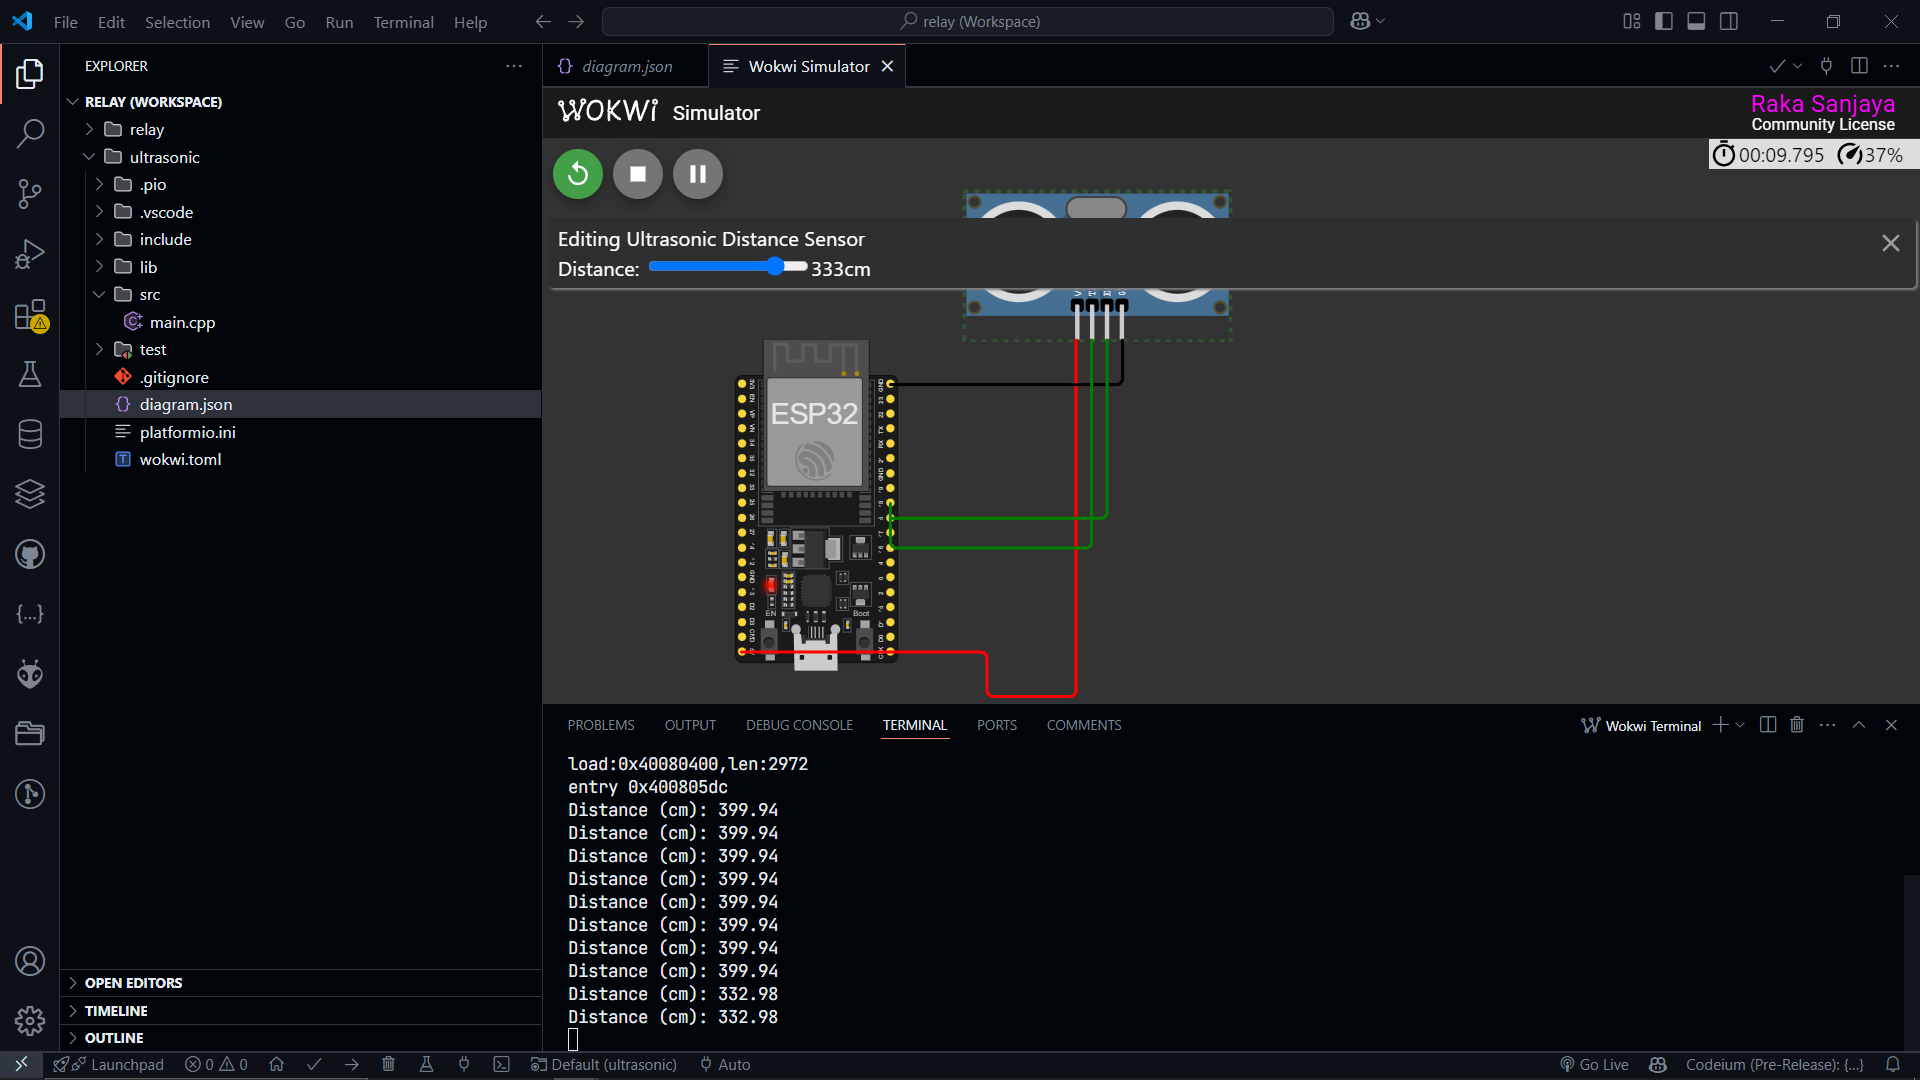 File Edit Selection View Go Run Terminal Help
relay (Workspace)
EXPLORER
RELAY (WORKSPACE)
relay
ultrasonic
.pio
.vscode
include
lib
src
main.cpp
test
.gitignore
diagram.json
platformio.ini
wokwi.toml
OPEN EDITORS
TIMELINE
OUTLINE
diagram.json
Wokwi Simulator
WOKWi Simulator
Raka Sanjaya
Community License
00:09.795 37%
Editing Ultrasonic Distance Sensor
Distance: 333cm
ESP32
EN
Boot
PROBLEMS OUTPUT DEBUG CONSOLE TERMINAL PORTS COMMENTS
Wokwi Terminal
load:0x40080400,len:2972
entry 0x400805dc
Distance (cm): 399.94
Distance (cm): 399.94
Distance (cm): 399.94
Distance (cm): 399.94
Distance (cm): 399.94
Distance (cm): 399.94
Distance (cm): 399.94
Distance (cm): 399.94
Distance (cm): 332.98
Distance (cm): 332.98
Launchpad 0 0 Default (ultrasonic) Auto
Go Live Codeium (Pre-Release): {...}